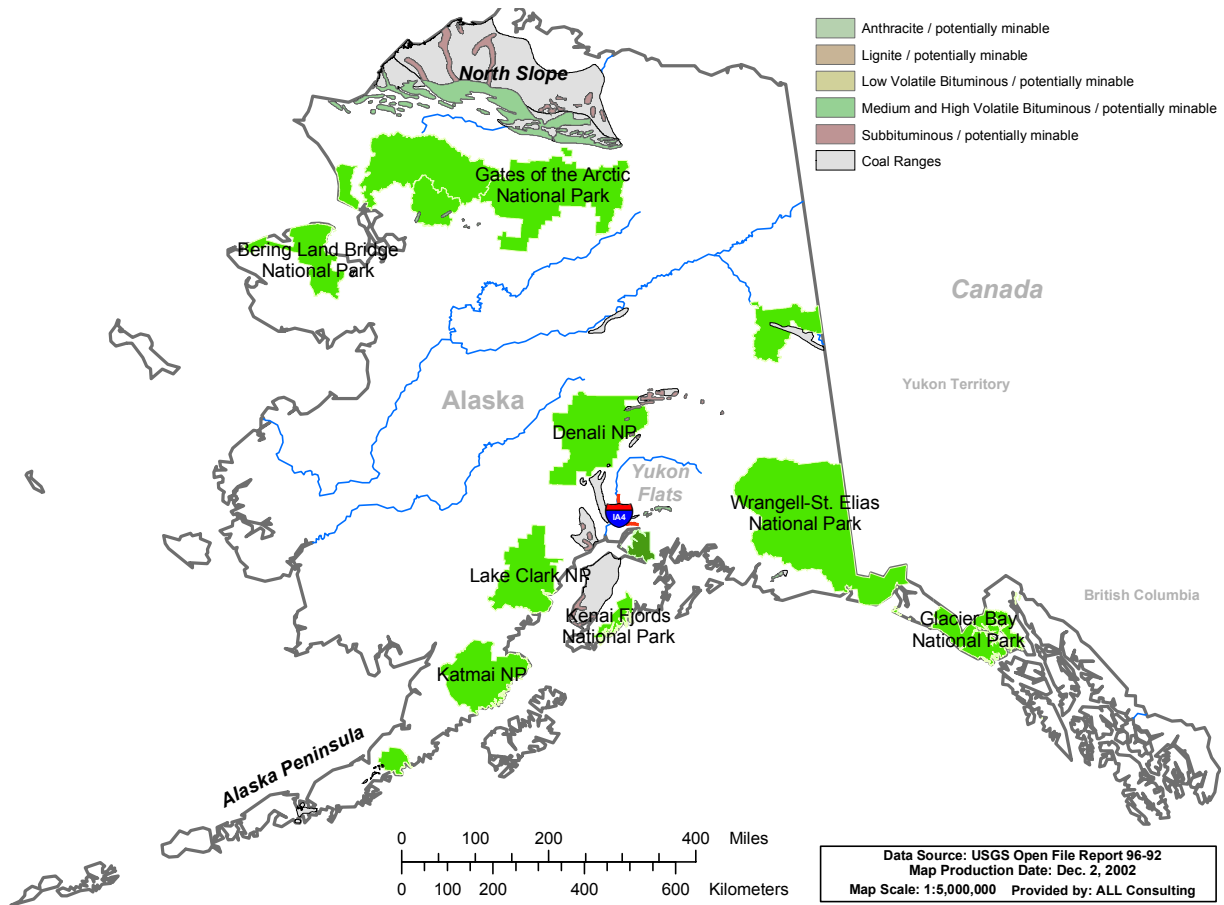 Anthracite / potentially minable
Lignite / potentially minable
Low Volatile Bituminous / potentially minable
Medium and High Volatile Bituminous / potentially minable
Subbituminous / potentially minable
Coal Ranges
North Slope
Gates of the Arctic
National Park
Bering Land Bridge
National Park
Canada
Yukon Territory
Alaska
Denali NP
Yukon
Flats
IA4
Wrangell-St. Elias
National Park
Lake Clark NP
Kenai Fjords
National Park
British Columbia
Glacier Bay
National Park
Katmai NP
Alaska Peninsula
0 100 200 400 Miles
0 100 200 400 600 Kilometers
Data Source: USGS Open File Report 96-92
Map Production Date: Dec. 2, 2002
Map Scale: 1:5,000,000 Provided by: ALL Consulting